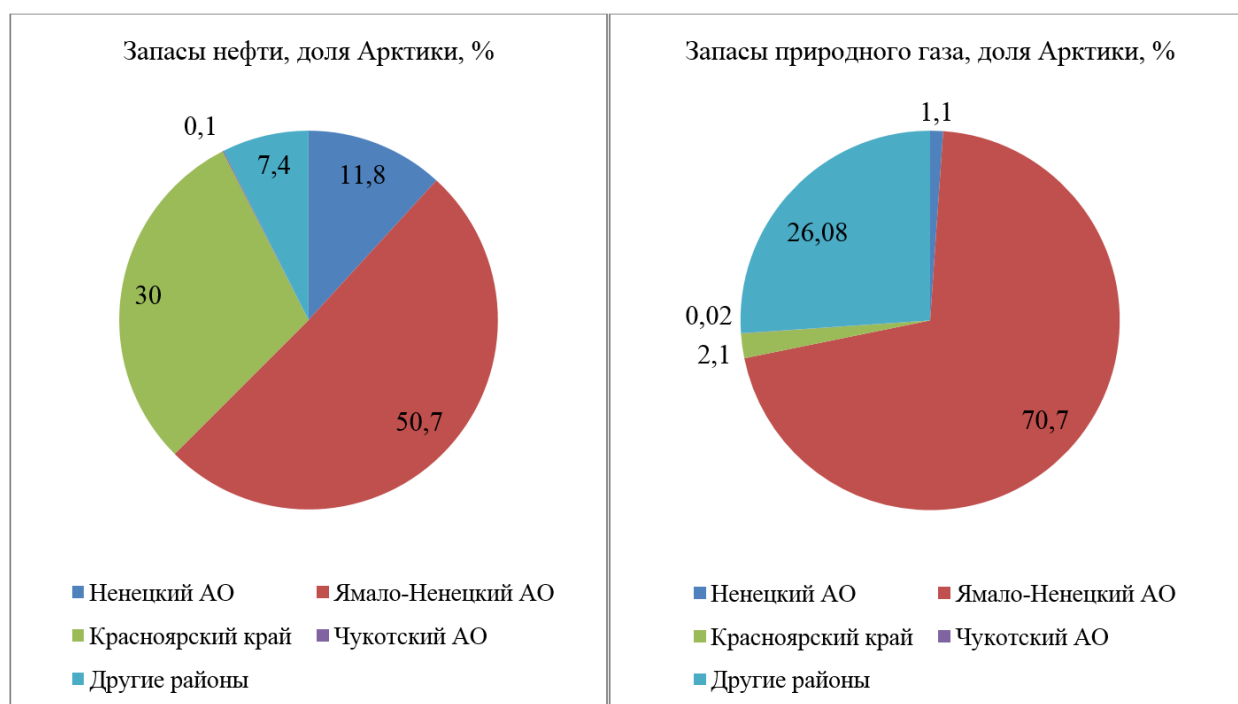 Запасы нефти, доля Арктики, %
0,1
7,4
11,8
30
50,7
Ненецкий АО
Ямало-Ненецкий АО
Красноярский край
Чукотский АО
Другие районы
Запасы природного газа, доля Арктики, %
1,1
26,08
0,02
2,1
70,7
Ненецкий АО
Ямало-Ненецкий АО
Красноярский край
Чукотский АО
Другие районы